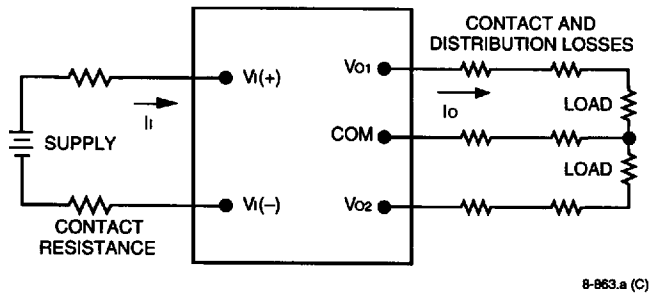 CONTACT AND
DISTRIBUTION LOSSES
VI(+)
VO1
II
IO
LOAD
SUPPLY
COM
LOAD
VI(–)
VO2
CONTACT
RESISTANCE
8-863.a (C)